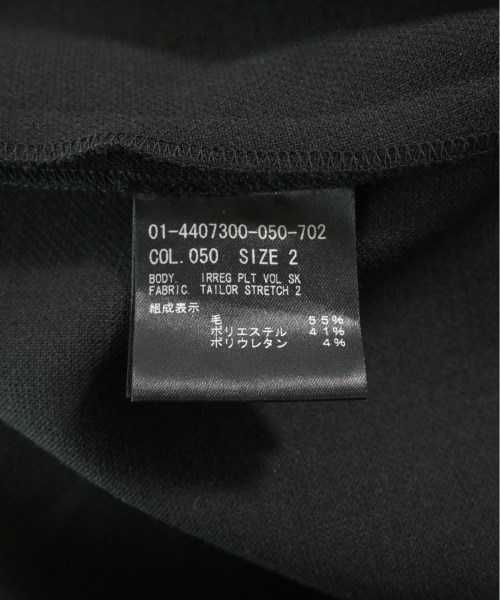 01-4407300-050-702
COL.050 SIZE 2
BODY. IRREG PLT VOL SK
FABRIC. TAILOR STRETCH 2
組成表示
毛 55%
ポリエステル 41%
ポリウレタン 4%